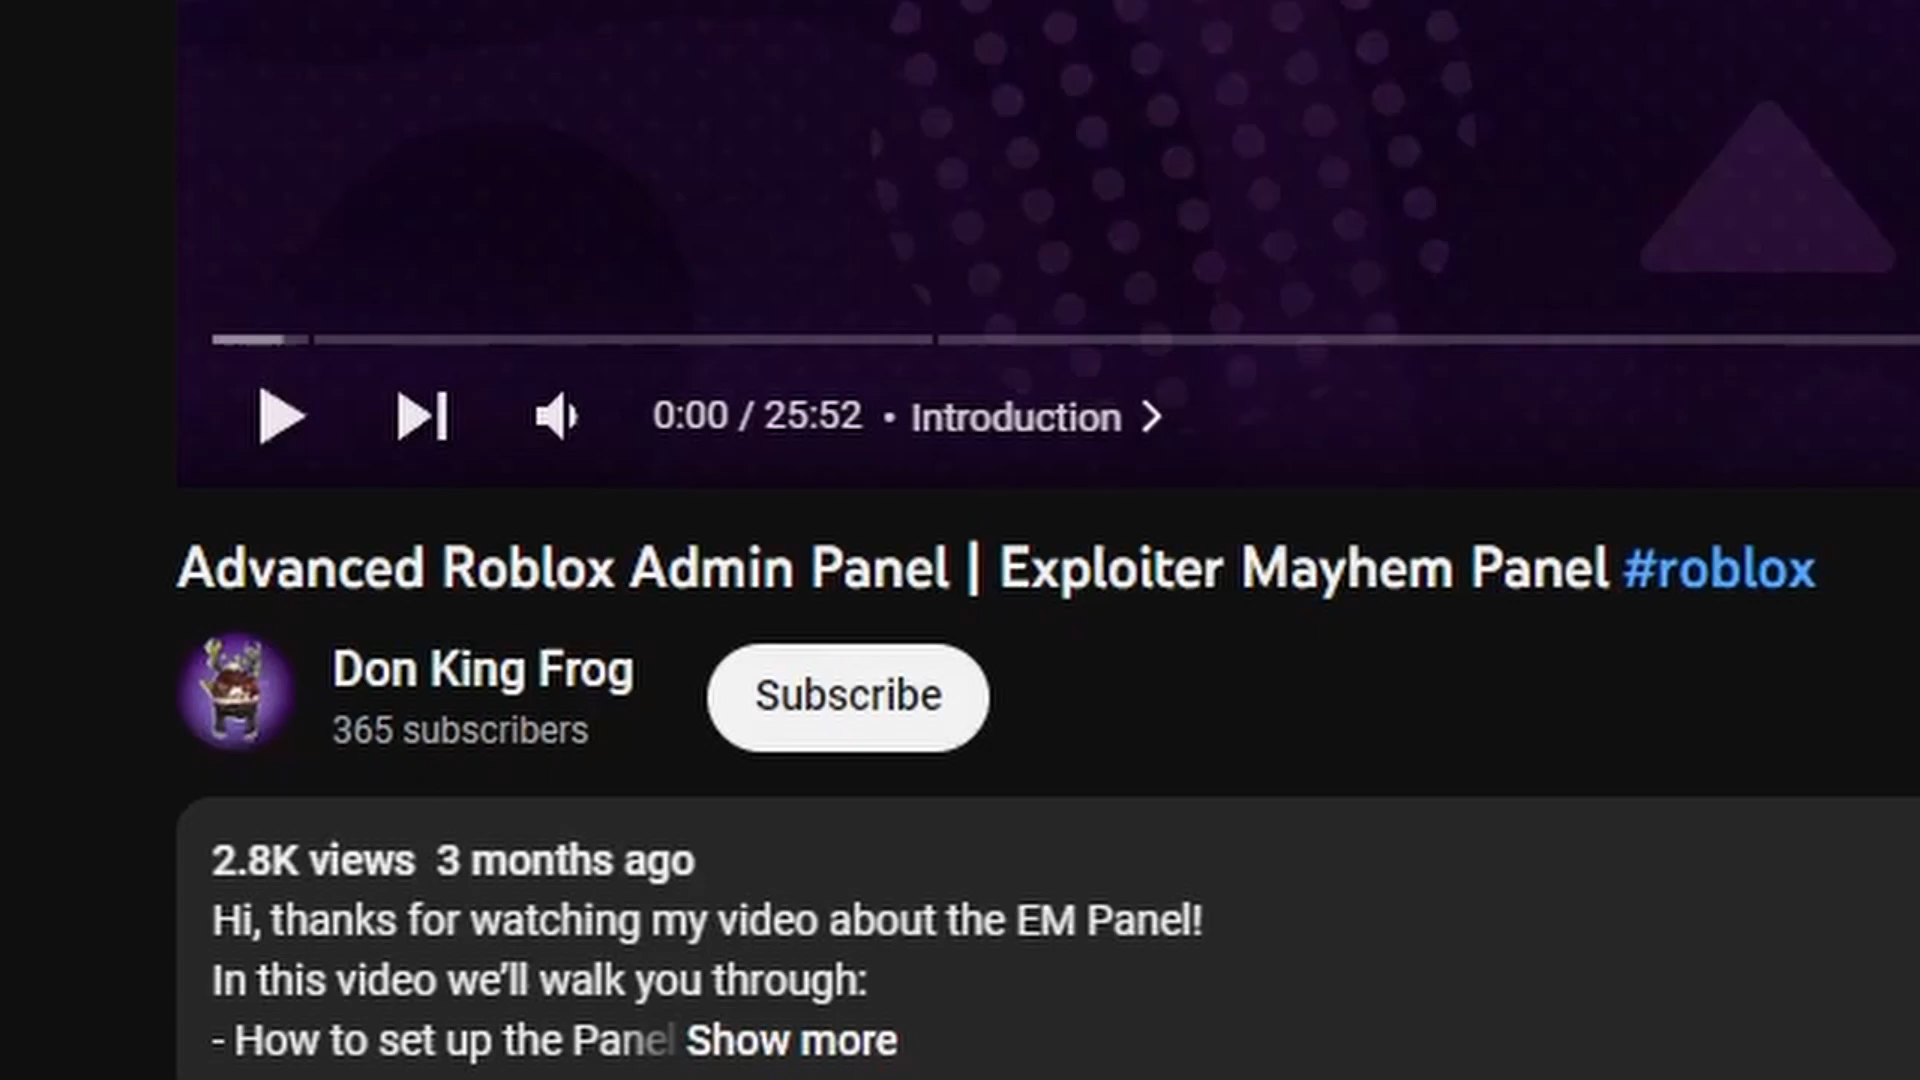 0:00 / 25:52 • Introduction
Advanced Roblox Admin Panel | Exploiter Mayhem Panel #roblox
Don King Frog
365 subscribers
Subscribe
2.8K views 3 months ago
Hi, thanks for watching my video about the EM Panel!
In this video we’ll walk you through:
- How to set up the Panel Show more